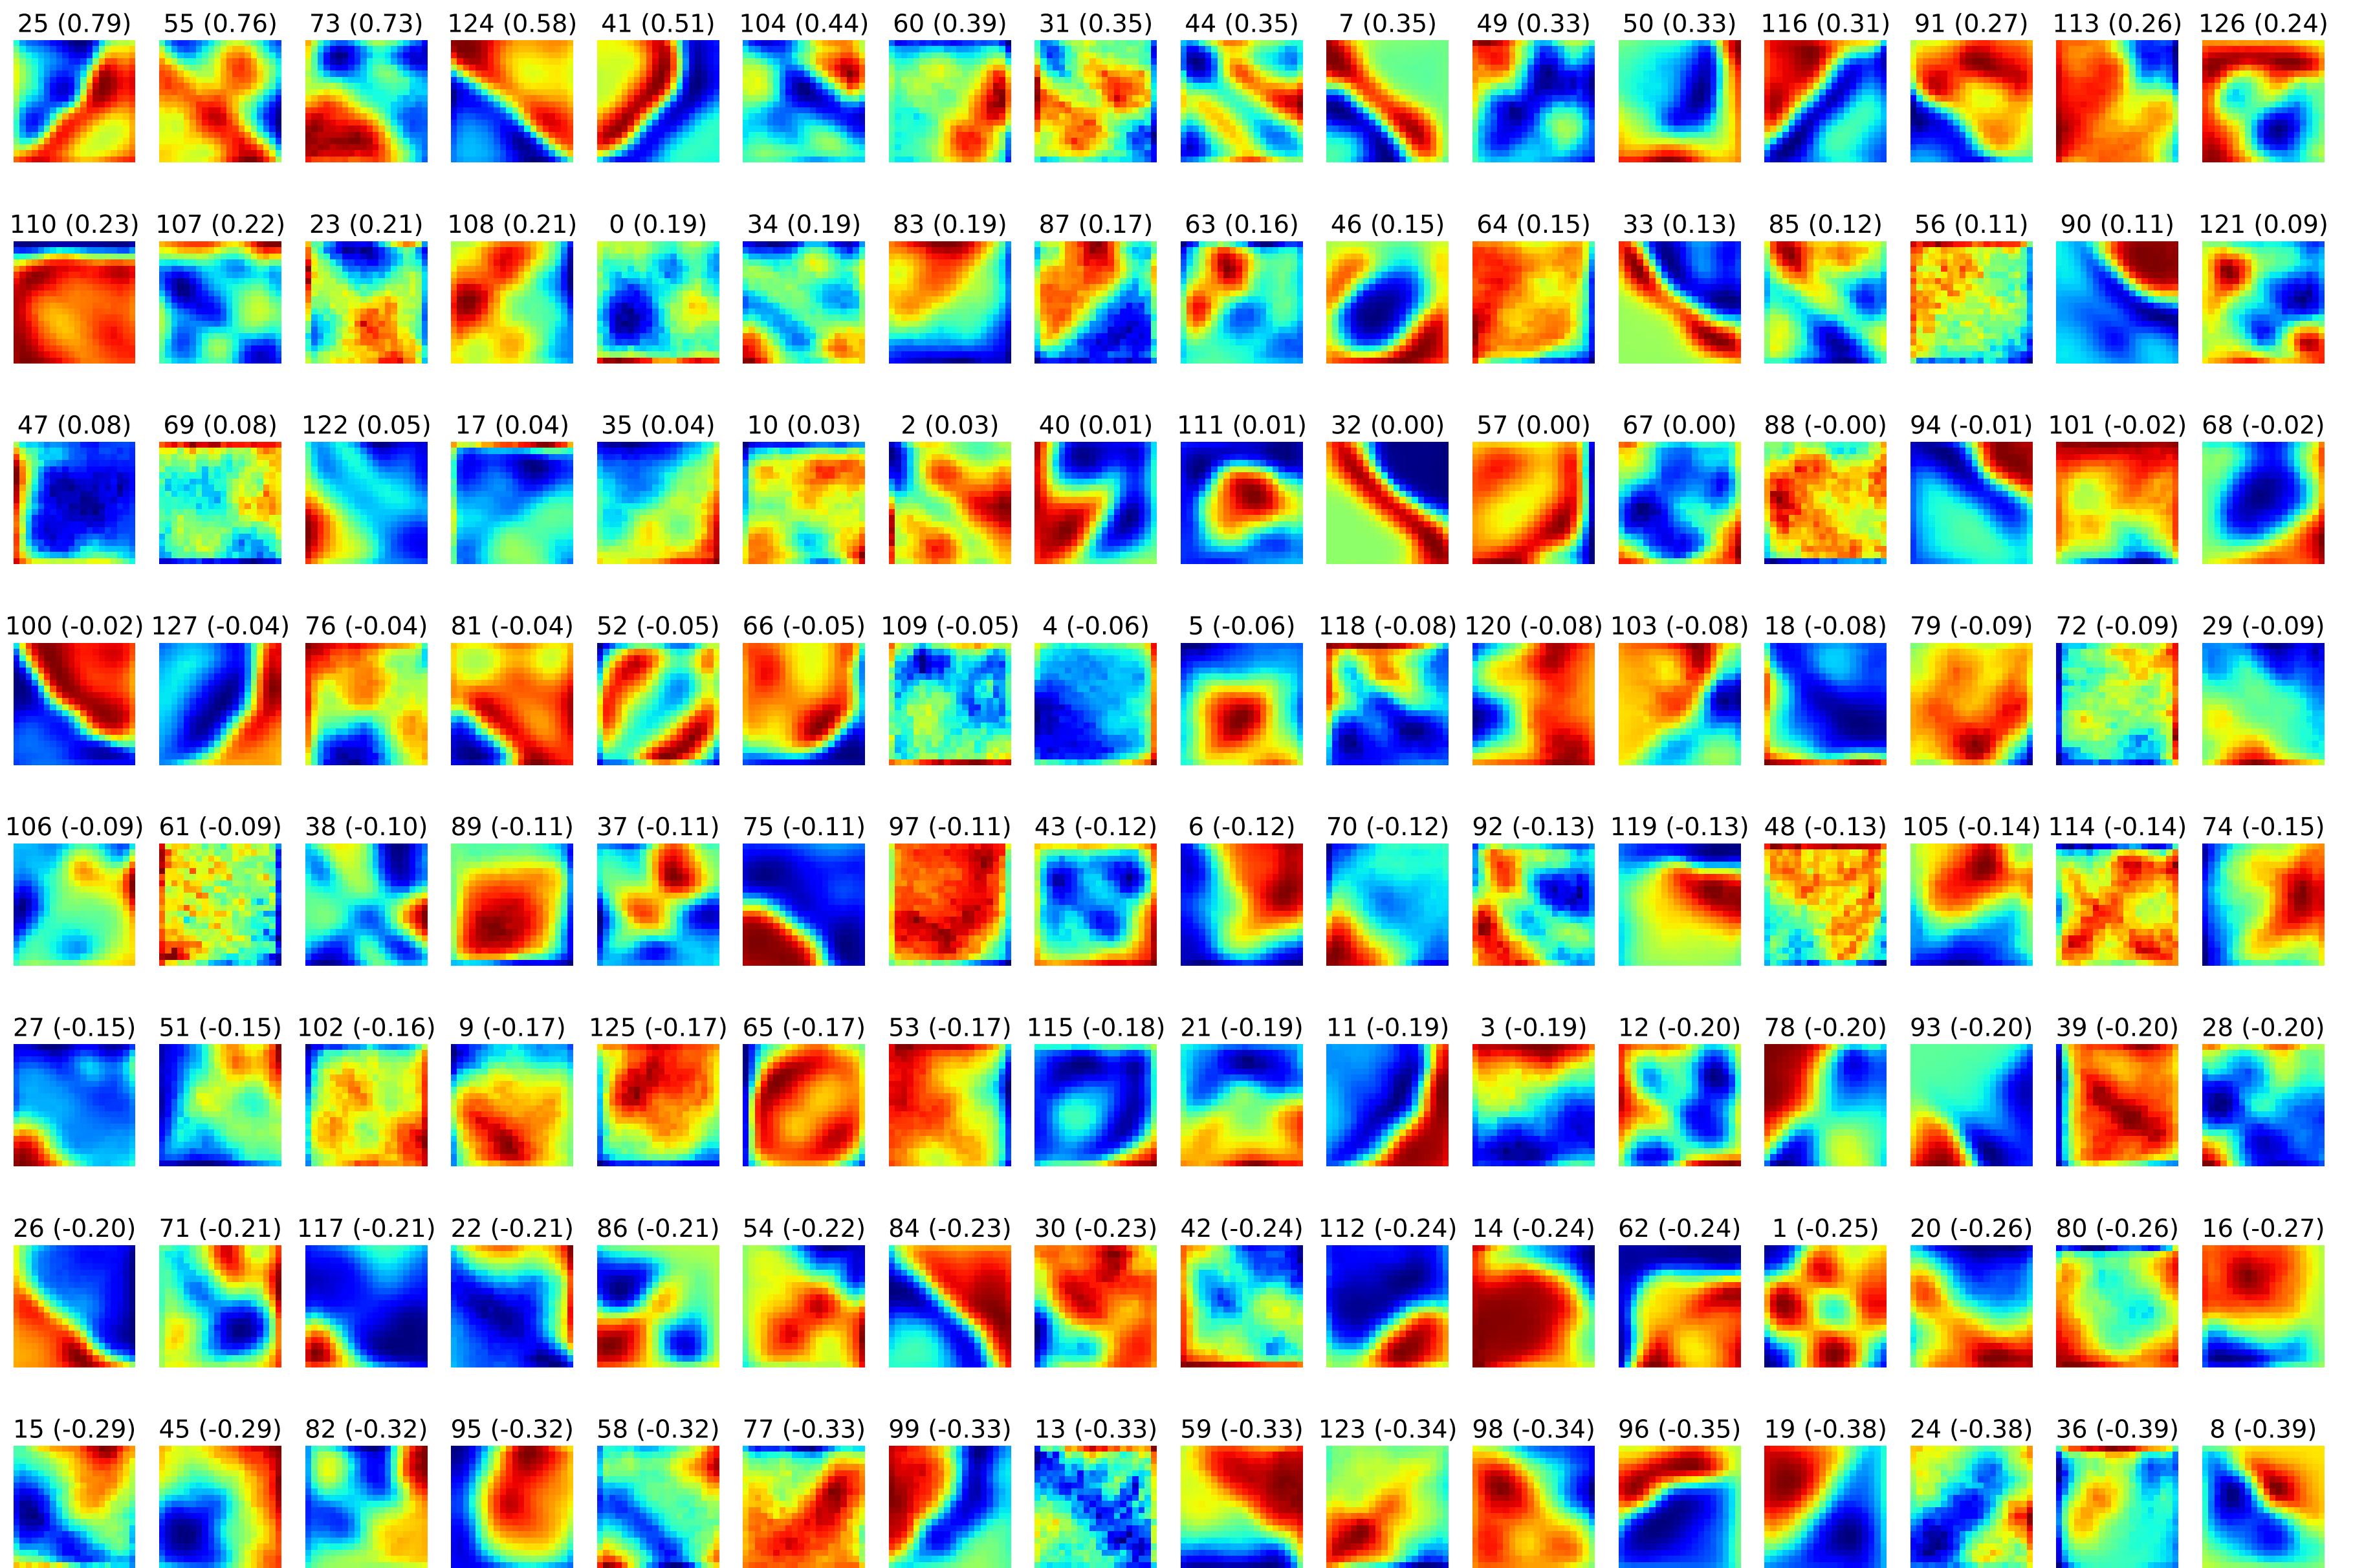 25 (0.79) 55 (0.76) 73 (0.73) 124 (0.58) 41 (0.51) 104 (0.44) 60 (0.39) 31 (0.35) 44 (0.35) 7 (0.35) 49 (0.33) 50 (0.33) 116 (0.31) 91 (0.27) 113 (0.26) 126 (0.24)
110 (0.23) 107 (0.22) 23 (0.21) 108 (0.21) 0 (0.19) 34 (0.19) 83 (0.19) 87 (0.17) 63 (0.16) 46 (0.15) 64 (0.15) 33 (0.13) 85 (0.12) 56 (0.11) 90 (0.11) 121 (0.09)
47 (0.08) 69 (0.08) 122 (0.05) 17 (0.04) 35 (0.04) 10 (0.03) 2 (0.03) 40 (0.01) 111 (0.01) 32 (0.00) 57 (0.00) 67 (0.00) 88 (-0.00) 94 (-0.01) 101 (-0.02) 68 (-0.02)
100 (-0.02) 127 (-0.04) 76 (-0.04) 81 (-0.04) 52 (-0.05) 66 (-0.05) 109 (-0.05) 4 (-0.06) 5 (-0.06) 118 (-0.08) 120 (-0.08) 103 (-0.08) 18 (-0.08) 79 (-0.09) 72 (-0.09) 29 (-0.09)
106 (-0.09) 61 (-0.09) 38 (-0.10) 89 (-0.11) 37 (-0.11) 75 (-0.11) 97 (-0.11) 43 (-0.12) 6 (-0.12) 70 (-0.12) 92 (-0.13) 119 (-0.13) 48 (-0.13) 105 (-0.14) 114 (-0.14) 74 (-0.15)
27 (-0.15) 51 (-0.15) 102 (-0.16) 9 (-0.17) 125 (-0.17) 65 (-0.17) 53 (-0.17) 115 (-0.18) 21 (-0.19) 11 (-0.19) 3 (-0.19) 12 (-0.20) 78 (-0.20) 93 (-0.20) 39 (-0.20) 28 (-0.20)
26 (-0.20) 71 (-0.21) 117 (-0.21) 22 (-0.21) 86 (-0.21) 54 (-0.22) 84 (-0.23) 30 (-0.23) 42 (-0.24) 112 (-0.24) 14 (-0.24) 62 (-0.24) 1 (-0.25) 20 (-0.26) 80 (-0.26) 16 (-0.27)
15 (-0.29) 45 (-0.29) 82 (-0.32) 95 (-0.32) 58 (-0.32) 77 (-0.33) 99 (-0.33) 13 (-0.33) 59 (-0.33) 123 (-0.34) 98 (-0.34) 96 (-0.35) 19 (-0.38) 24 (-0.38) 36 (-0.39) 8 (-0.39)